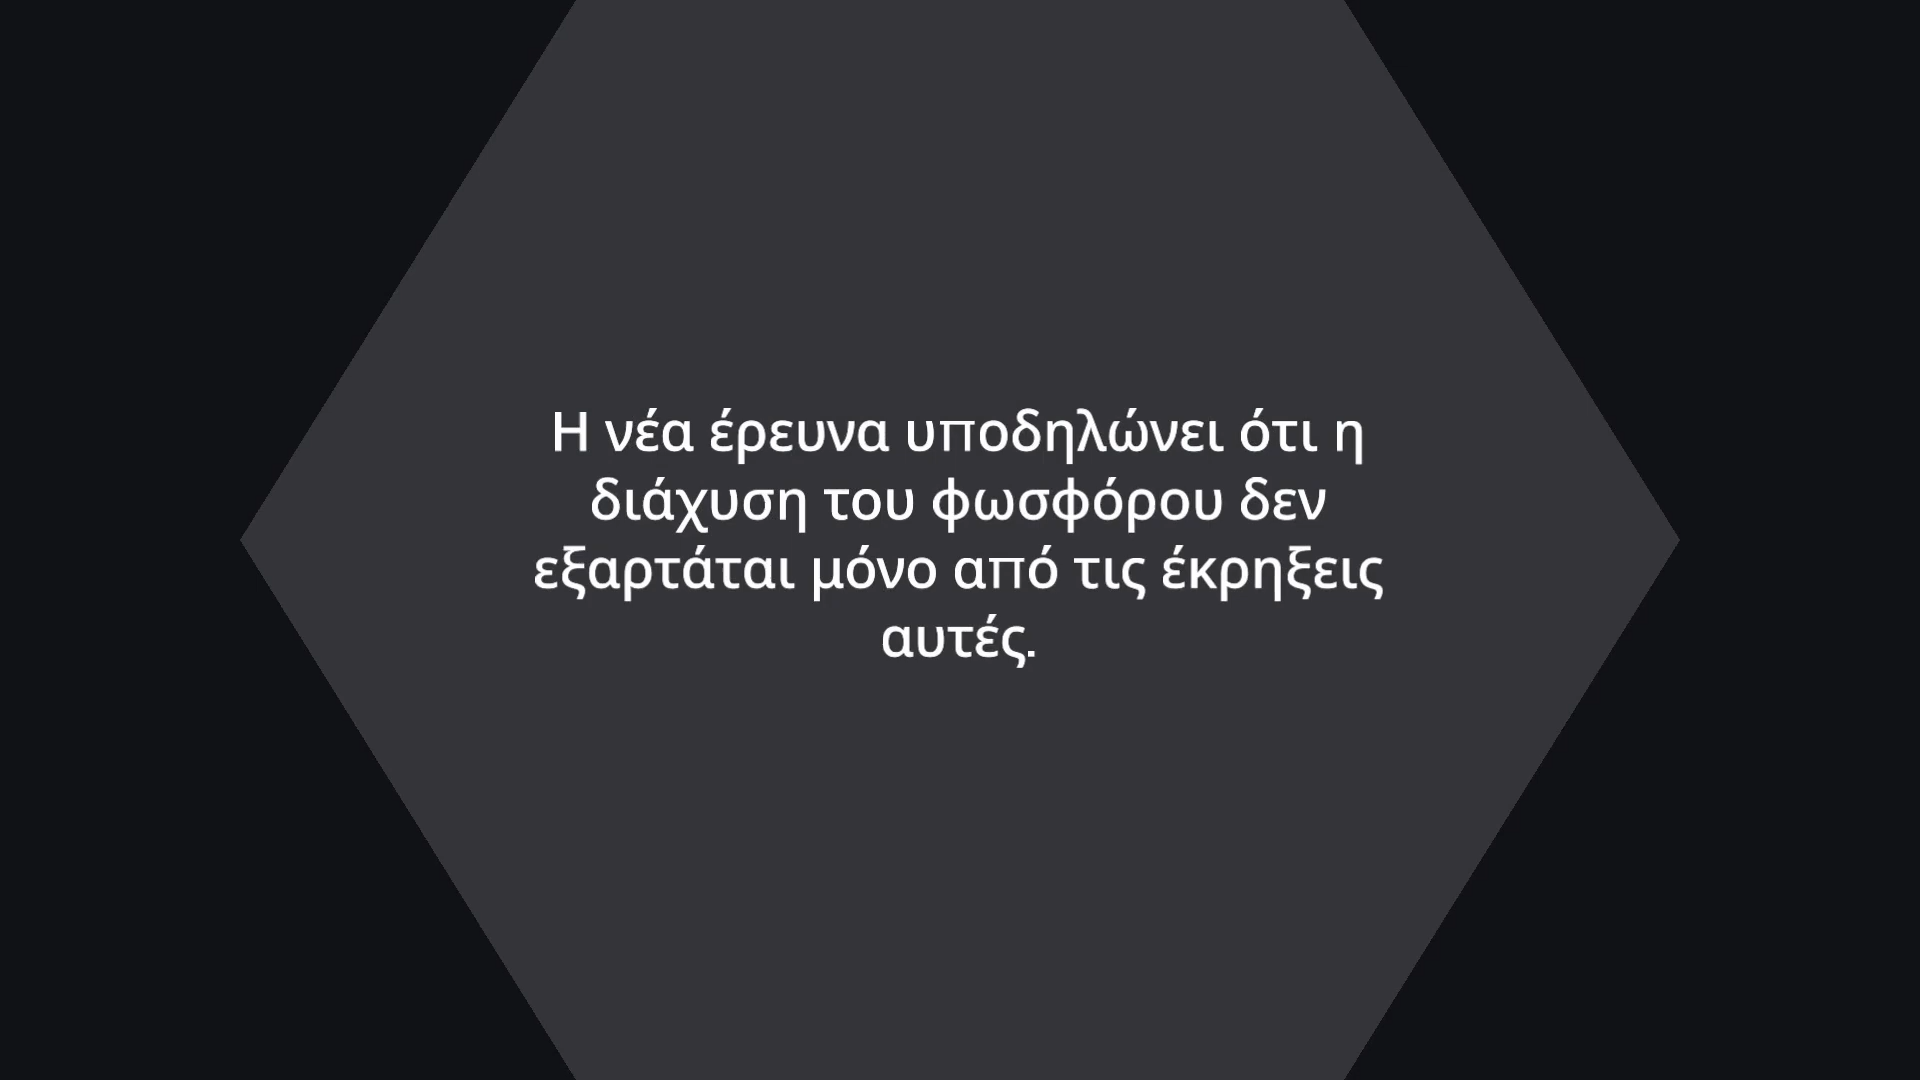 Η νέα έρευνα υποδηλώνει ότι η
διάχυση του φωσφόρου δεν
εξαρτάται μόνο από τις έκρηξεις
αυτές.